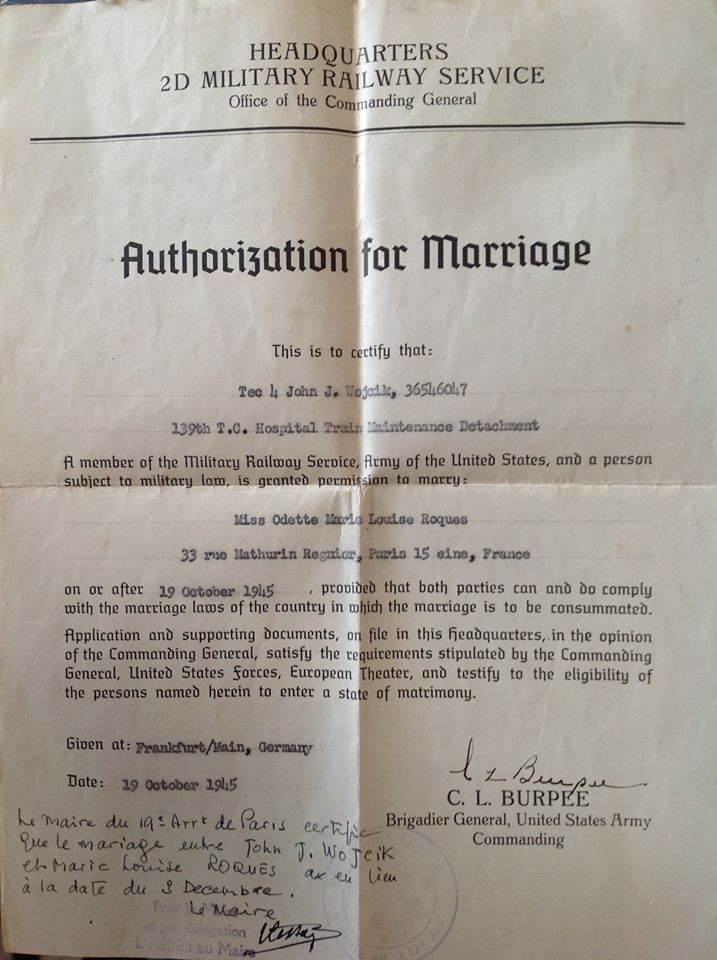 HEADQUARTERS
2D MILITARY RAILWAY SERVICE
Office of the Commanding General
Authorization for Marriage
This is to certify that:
Tec 4 John J. Wojcik, 36546047
139th T.C. Hospital Train Maintenance Detachment
A member of the Military Railway Service, Army of the United States, and a person
subject to military law, is granted permission to marry:
Miss Odette Marie Louise Roques
33 rue Mathurin Regnier, Paris 15 eine, France
on or after 19 October 1945, provided that both parties can and do comply
with the marriage laws of the country in which the marriage is to be consummated.
Application and supporting documents, on file in this Headquarters, in the opinion
of the Commanding General, satisfy the requirements stipulated by the Commanding
General, United States Forces, European Theater, and testify to the eligibility of
the persons named herein to enter a state of matrimony.
Given at: Frankfurt/Main, Germany
Date: 19 October 1945
C L Burpee
C. L. BURPEE
Brigadier General, United States Army
Commanding
Le maire du 19e Arrt de Paris certifie
que le mariage entre John J. Wojcik
et Marie Louise ROQUES a eu lieu
à la date du 3 Decembre.
Le Maire
et par délégation
L'Adjoint au Maire